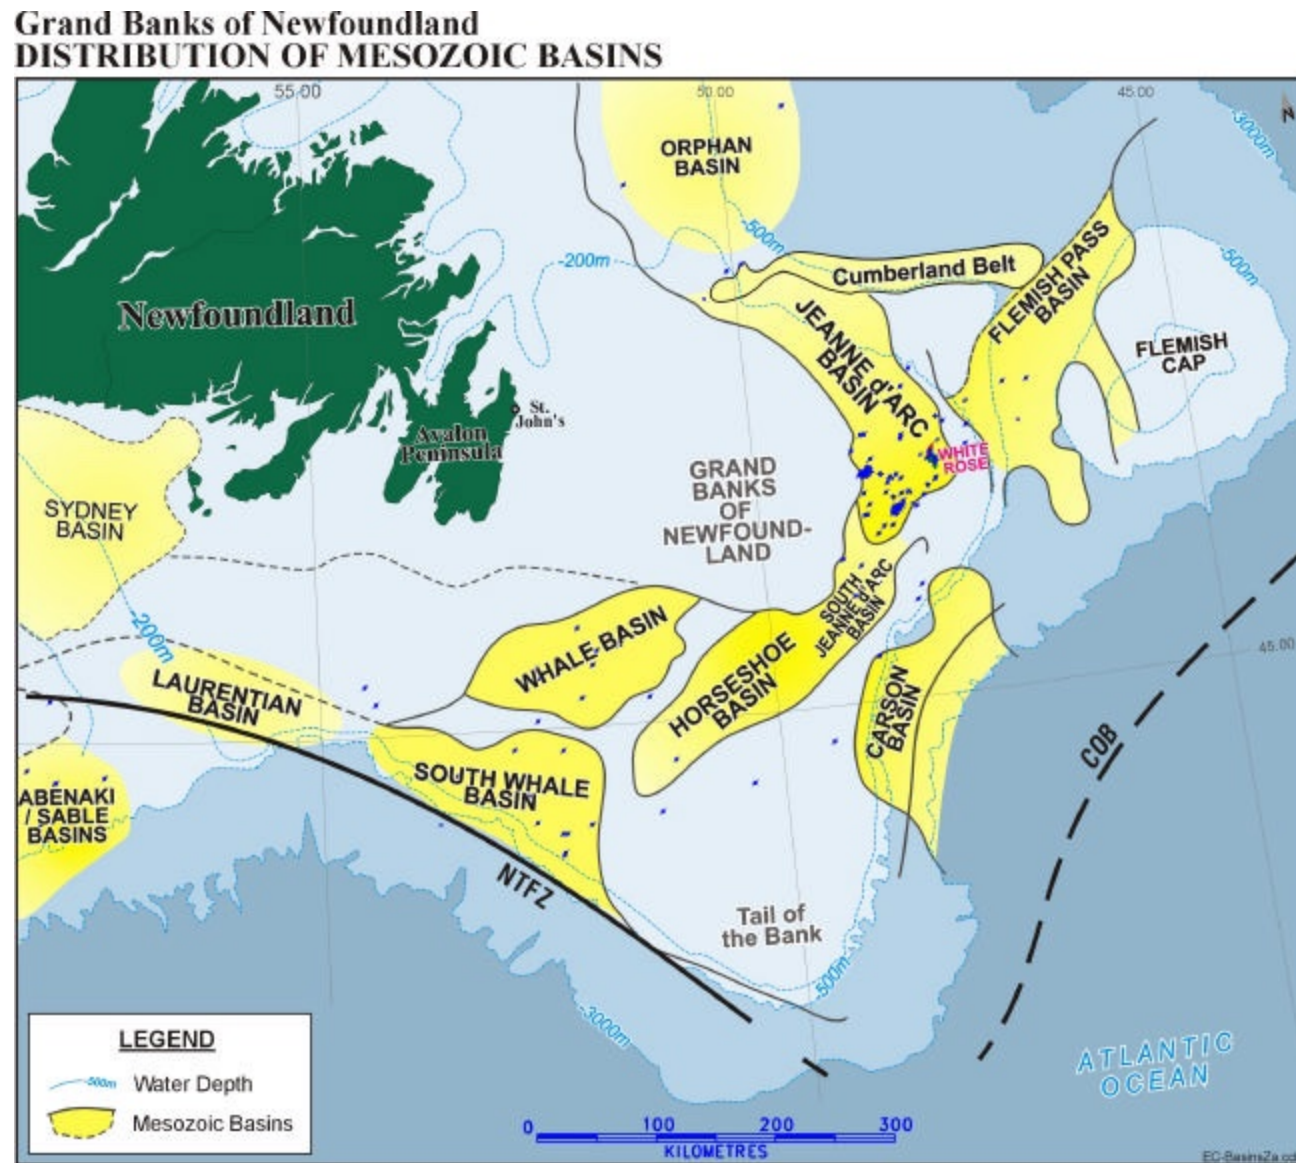 Grand Banks of Newfoundland
DISTRIBUTION OF MESOZOIC BASINS
55.00
50.00
45.00
N
-3000m
ORPHAN
BASIN
-500m
-200m
-500m
Cumberland Belt
FLEMISH PASS
BASIN
Newfoundland
JEANNE d'ARC
BASIN
FLEMISH
CAP
St.
John's
Avalon
Peninsula
WHITE
ROSE
GRAND
BANKS
OF
NEWFOUND-
LAND
SYDNEY
BASIN
SOUTH
JEANNE d'ARC
BASIN
-200m
WHALE BASIN
HORSESHOE
BASIN
45.00
LAURENTIAN
BASIN
CARSON
BASIN
COB
SOUTH WHALE
BASIN
ABENAKI
/ SABLE
BASINS
NTFZ
Tail of
the Bank
-500m
-3000m
ATLANTIC
OCEAN
LEGEND
-500m Water Depth
Mesozoic Basins
0 100 200 300
KILOMETRES